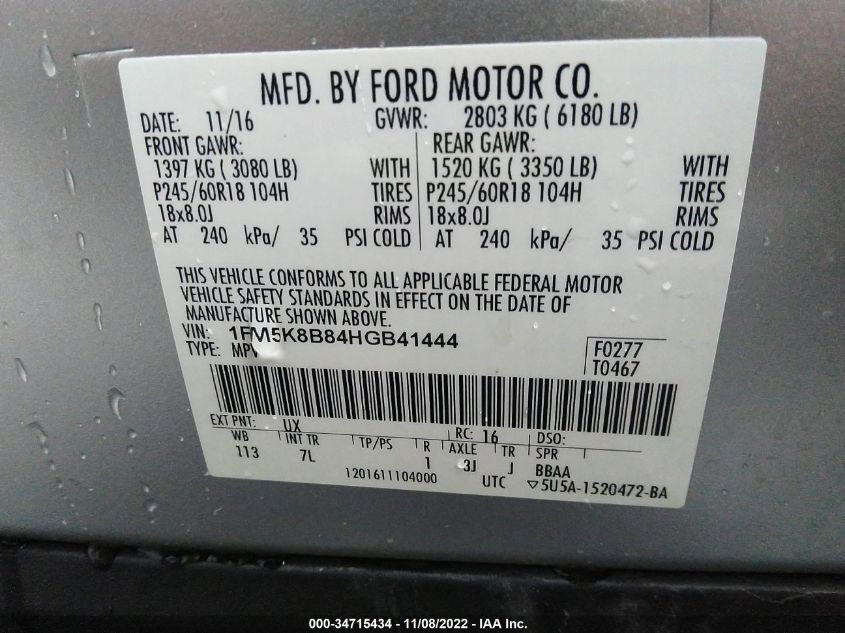 MFD. BY FORD MOTOR CO.
DATE: 11/16 GVWR: 2803 KG ( 6180 LB)
FRONT GAWR: REAR GAWR:
1397 KG ( 3080 LB) WITH 1520 KG ( 3350 LB) WITH
P245/60R18 104H TIRES P245/60R18 104H TIRES
18x8.0J RIMS 18x8.0J RIMS
AT 240 kPa/ 35 PSI COLD AT 240 kPa/ 35 PSI COLD
THIS VEHICLE CONFORMS TO ALL APPLICABLE FEDERAL MOTOR
VEHICLE SAFETY STANDARDS IN EFFECT ON THE DATE OF
MANUFACTURE SHOWN ABOVE.
VIN: 1FM5K8B84HGB41444
TYPE: MPV
F0277
T0467
EXT PNT: UX RC: 16 DSO:
WB INT TR TP/PS R AXLE TR SPR
113 7L 1 3J J BBAA
1201611104000 UTC ▽5U5A-1520472-BA
000-34715434 - 11/08/2022 - IAA Inc.